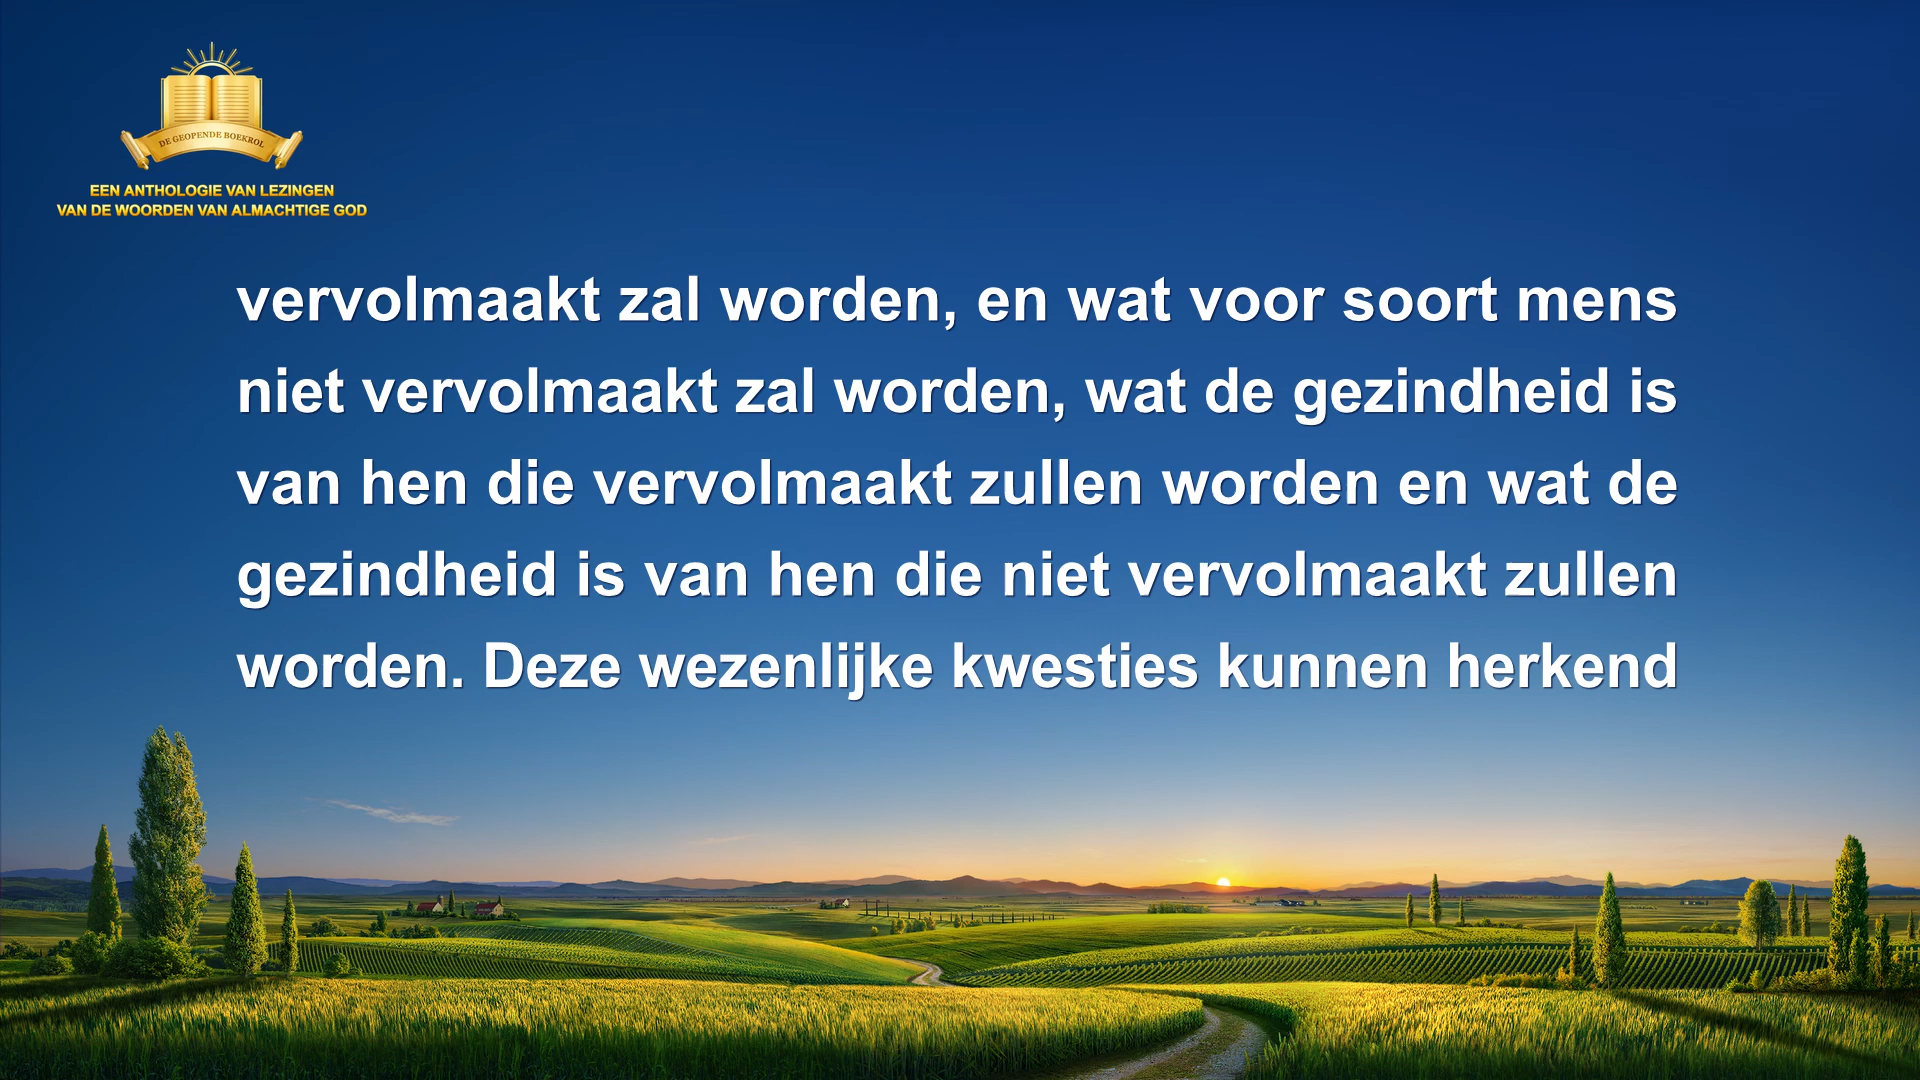 DE GEOPENDE BOEKROL
EEN ANTHOLOGIE VAN LEZINGEN
VAN DE WOORDEN VAN ALMACHTIGE GOD
vervolmaakt zal worden, en wat voor soort mens
niet vervolmaakt zal worden, wat de gezindheid is
van hen die vervolmaakt zullen worden en wat de
gezindheid is van hen die niet vervolmaakt zullen
worden. Deze wezenlijke kwesties kunnen herkend